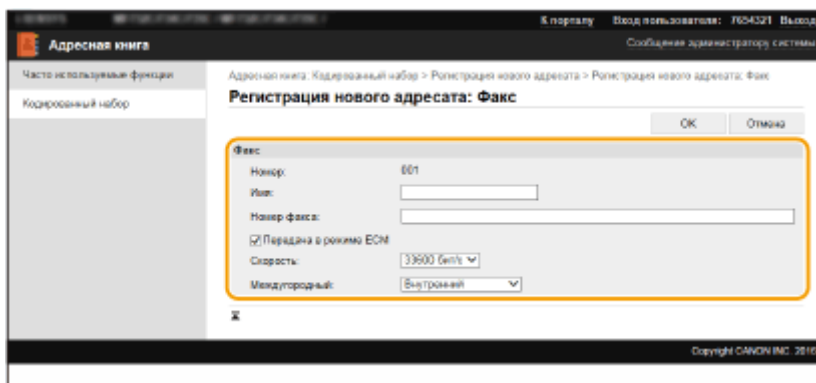 К порталу Вход пользователя: 7654321 Выход
Адресная книга
Сообщение администратору системы
Часто используемые функции
Кодированный набор
Адресная книга: Кодированный набор > Регистрация нового адресата > Регистрация нового адресата: Факс
Регистрация нового адресата: Факс
OK Отмена
Факс
Номер: 001
Имя:
Номер факса:
Передача в режиме ECM
Скорость: 33600 бит/с
Междугородный: Внутренний
Copyright CANON INC. 2016